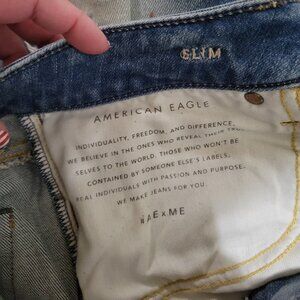 SLIM
AMERICAN EAGLE
INDIVIDUALITY, FREEDOM, AND DIFFERENCE.
WE BELIEVE IN THE ONES WHO REVEAL THEIR TRUE
SELVES TO THE WORLD. THOSE WHO WON'T BE
CONTAINED BY SOMEONE ELSE'S LABELS,
REAL INDIVIDUALS WITH PASSION AND PURPOSE.
WE MAKE JEANS FOR YOU.
#AExME